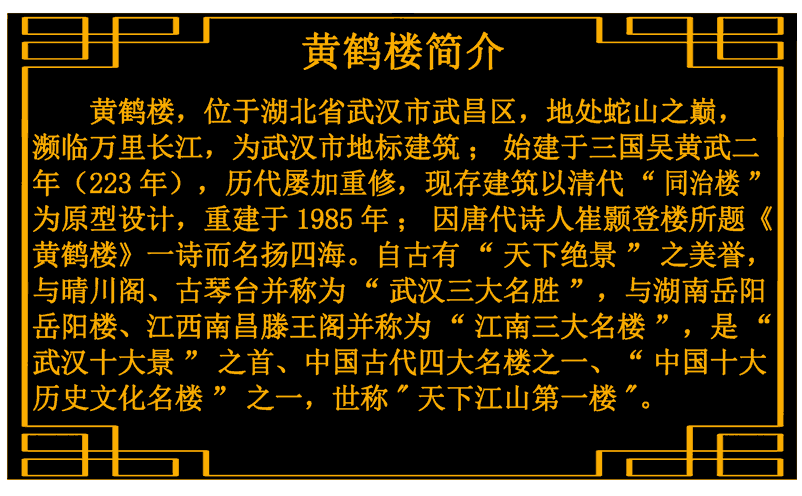 黄鹤楼简介
黄鹤楼，位于湖北省武汉市武昌区，地处蛇山之巅，
濒临万里长江，为武汉市地标建筑； 始建于三国吴黄武二
年（223 年），历代屡加重修，现存建筑以清代 “ 同治楼 ”
为原型设计，重建于 1985 年； 因唐代诗人崔颢登楼所题《
黄鹤楼》一诗而名扬四海。自古有 “ 天下绝景 ” 之美誉，
与晴川阁、古琴台并称为 “ 武汉三大名胜 ”，与湖南岳阳
岳阳楼、江西南昌滕王阁并称为 “ 江南三大名楼 ”，是 “
武汉十大景 ” 之首、中国古代四大名楼之一、“ 中国十大
历史文化名楼 ” 之一，世称〞天下江山第一楼〞。